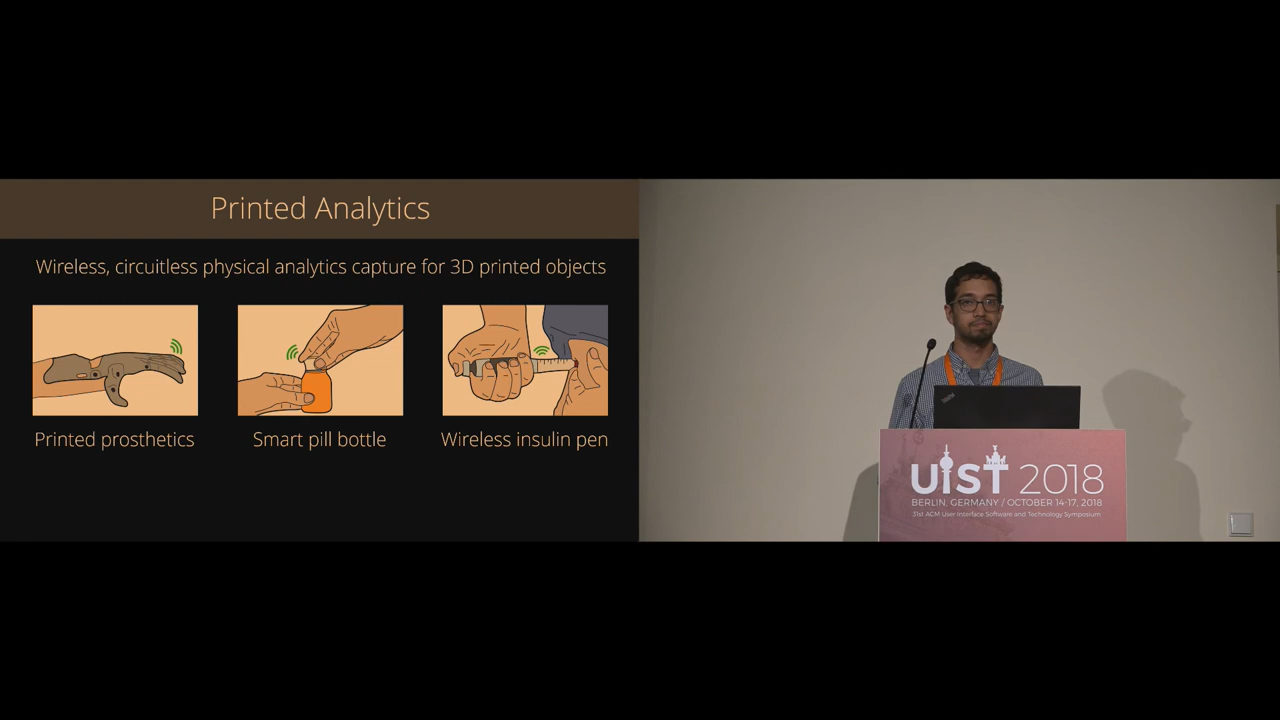 Printed Analytics
Wireless, circuitless physical analytics capture for 3D printed objects
Printed prosthetics
Smart pill bottle
Wireless insulin pen
UIST 2018
BERLIN, GERMANY / OCTOBER 14-17, 2018
31st ACM User Interface Software and Technology Symposium